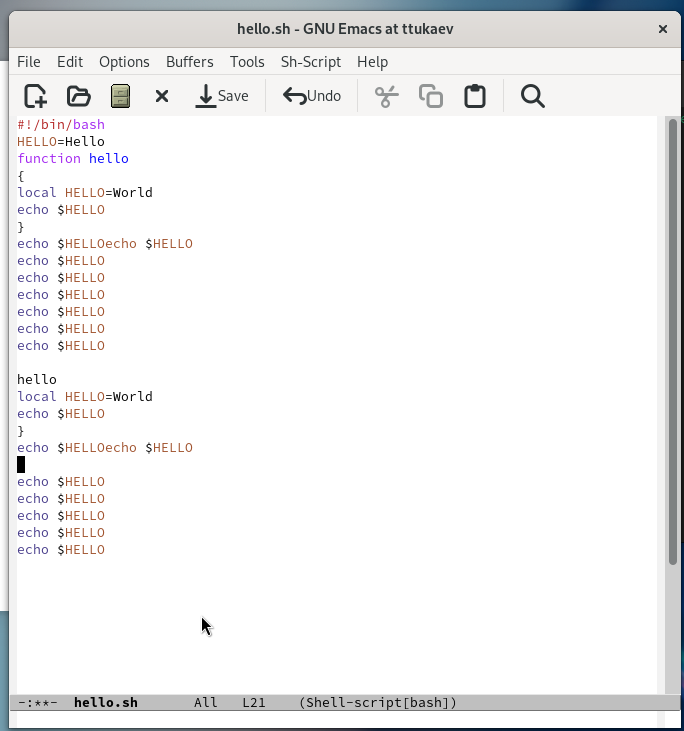 hello.sh - GNU Emacs at ttukaev ×
File Edit Options Buffers Tools Sh-Script Help
Save Undo
#!/bin/bash
HELLO=Hello
function hello
{
local HELLO=World
echo $HELLO
}
echo $HELLOecho $HELLO
echo $HELLO
echo $HELLO
echo $HELLO
echo $HELLO
echo $HELLO
echo $HELLO
hello
local HELLO=World
echo $HELLO
}
echo $HELLOecho $HELLO
echo $HELLO
echo $HELLO
echo $HELLO
echo $HELLO
echo $HELLO
-:**- hello.sh All L21 (Shell-script[bash])